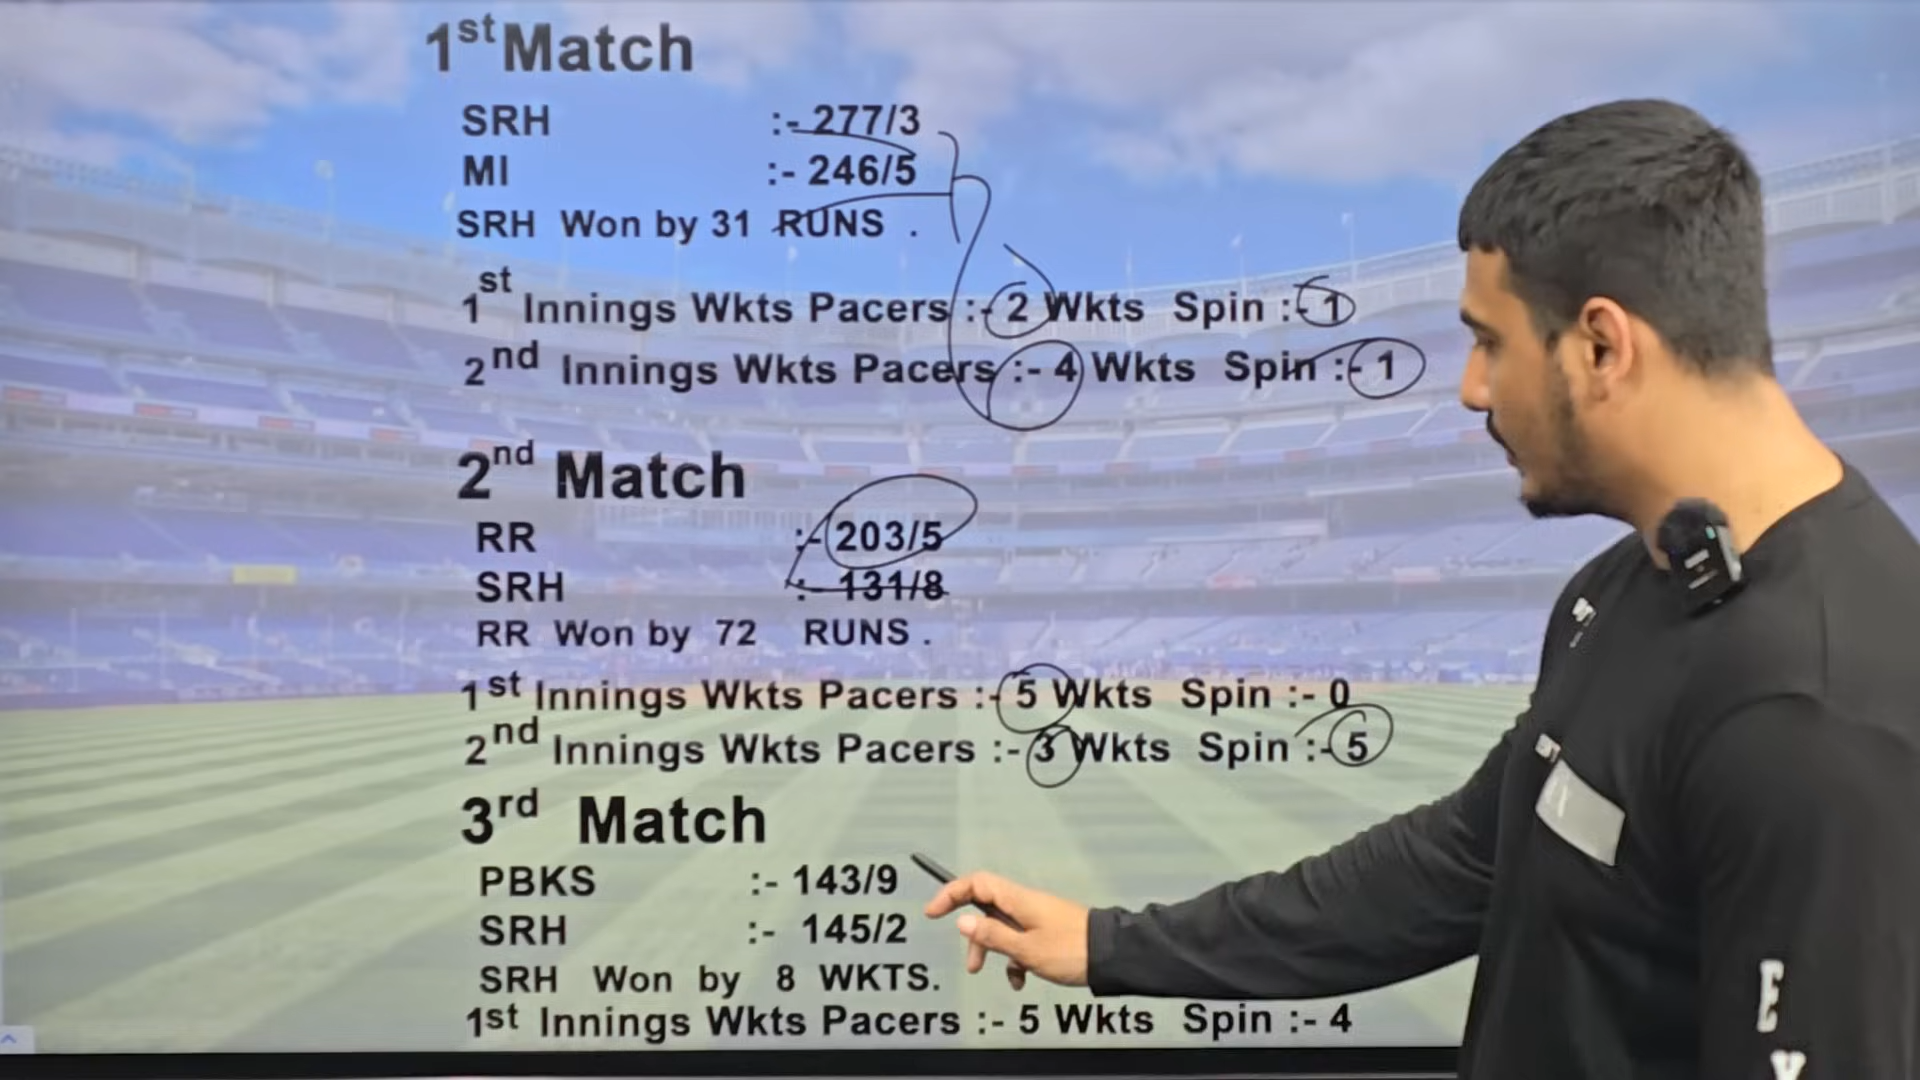 1st Match
SRH :- 277/3
MI :- 246/5
SRH Won by 31 RUNS .
1st Innings Wkts Pacers :- 2 Wkts Spin :- 1
2nd Innings Wkts Pacers :- 4 Wkts Spin :- 1
2nd Match
RR :- 203/5
SRH :- 131/8
RR Won by 72 RUNS .
1st Innings Wkts Pacers :- 5 Wkts Spin :- 0
2nd Innings Wkts Pacers :- 3 Wkts Spin :- 5
3rd Match
PBKS :- 143/9
SRH :- 145/2
SRH Won by 8 WKTS.
1st Innings Wkts Pacers :- 5 Wkts Spin :- 4
E